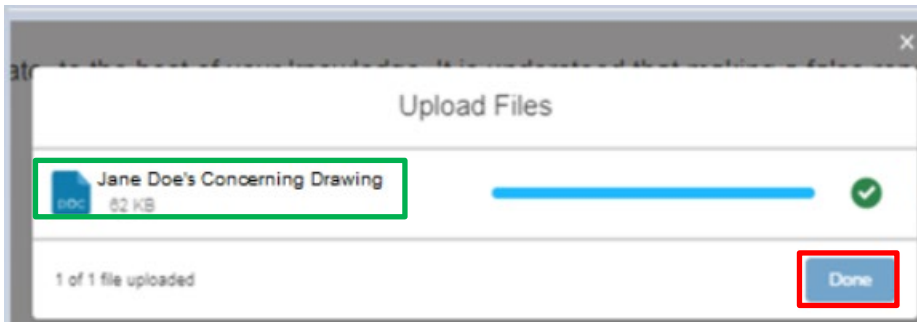 Upload Files
Jane Doe's Concerning Drawing
DOC
62 KB
1 of 1 file uploaded
Done